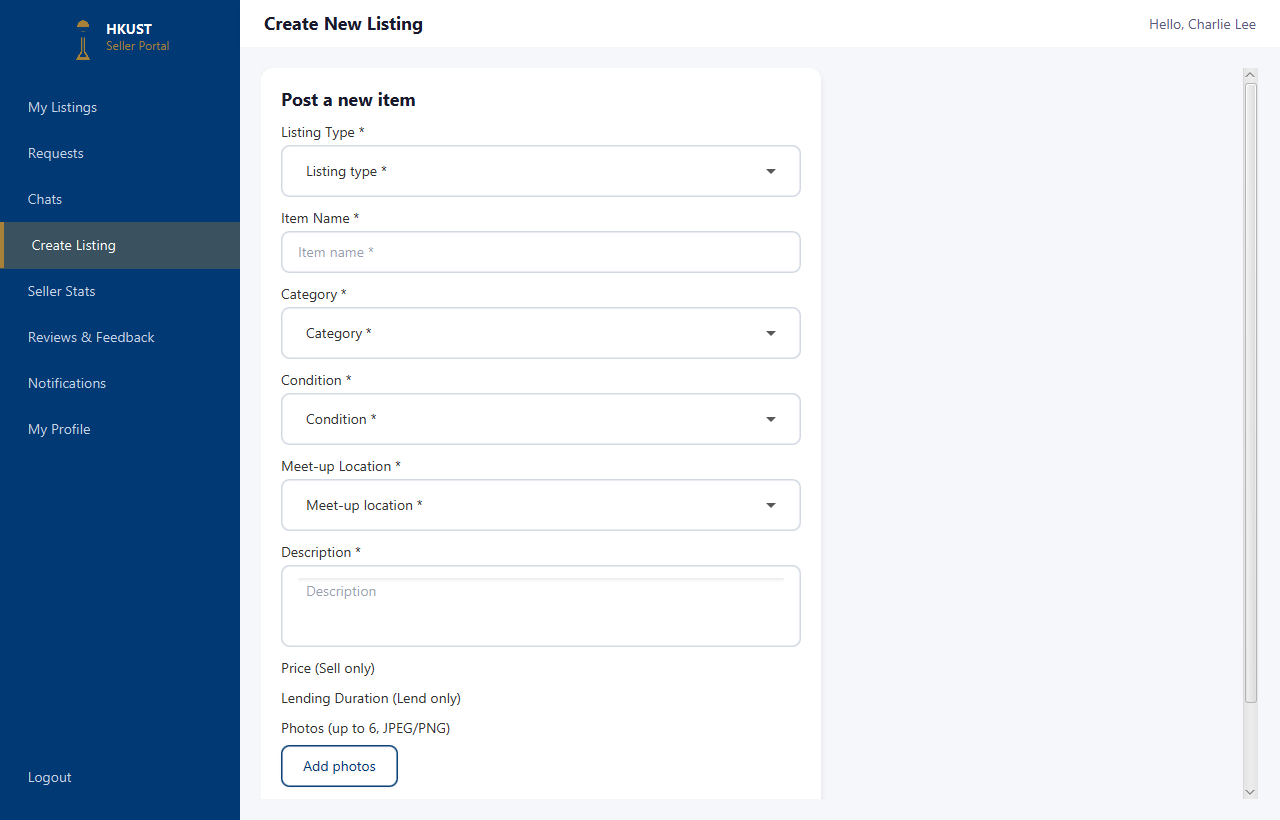 HKUST
Seller Portal
My Listings
Requests
Chats
Create Listing
Seller Stats
Reviews & Feedback
Notifications
My Profile
Logout
Create New Listing
Hello, Charlie Lee
Post a new item
Listing Type *
Listing type *
Item Name *
Item name *
Category *
Category *
Condition *
Condition *
Meet-up Location *
Meet-up location *
Description *
Description
Price (Sell only)
Lending Duration (Lend only)
Photos (up to 6, JPEG/PNG)
Add photos